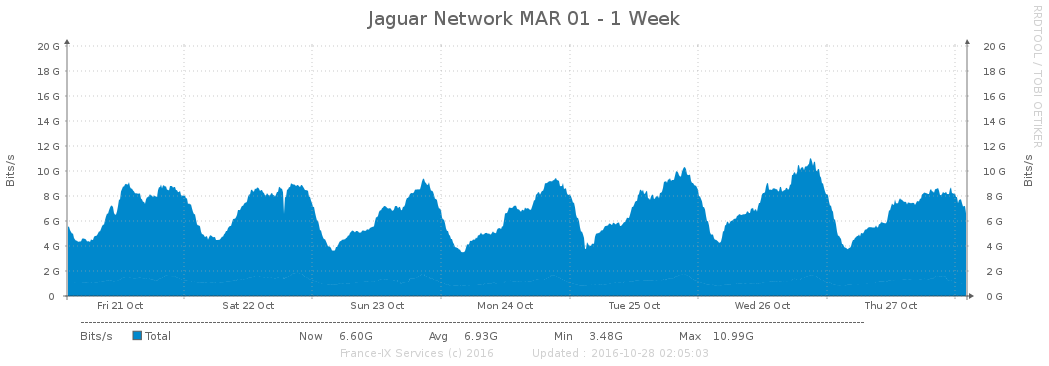 Jaguar Network MAR 01 - 1 Week
RRDTOOL / TOBI OETIKER
Bits/s
20 G 20 G
18 G 18 G
16 G 16 G
14 G 14 G
12 G 12 G
10 G 10 G
8 G 8 G
6 G 6 G
4 G 4 G
2 G 2 G
0 0 G
Bits/s
Fri 21 Oct Sat 22 Oct Sun 23 Oct Mon 24 Oct Tue 25 Oct Wed 26 Oct Thu 27 Oct
Bits/s Total Now 6.60G Avg 6.93G Min 3.48G Max 10.99G
France-IX Services (c) 2016 Updated : 2016-10-28 02:05:03